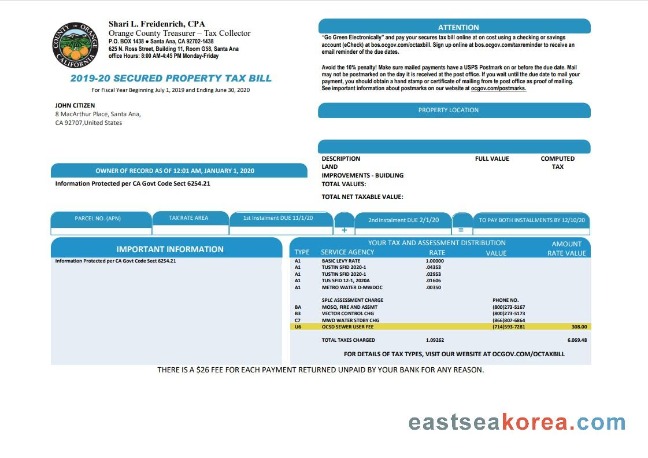 COUNTY OF ORANGE
CALIFORNIA
Shari L. Freidenrich, CPA
Orange County Treasurer – Tax Collector
P.O. BOX 1438 ● Santa Ana, CA 92702-1438
625 N. Ross Street, Building 11, Room G58, Santa Ana
office Hours: 8:00 AM-4:45 PM Monday-Friday
2019-20 SECURED PROPERTY TAX BILL
For Fiscal Year Beginning July 1, 2019 and Ending June 30, 2020
JOHN CITIZEN
8 MacArthur Place, Santa Ana,
CA 92707,United States
ATTENTION
"Go Green Electronically" and pay your secures tax bill online at on cost using a checking or savings
account (eCheck) at bos.ocgov.com/octaxbill. Sign up online at bos.ocgov.com/taxreminder to receive an
email reminder of the due dates.
Avoid the 10% penalty! Make sure mailed payments have a USPS Postmark on or before the due date. Mail
may not be postmarked on the day it is received at the post office. If you wait until the due date to mail your
payment, you should obtain a hand stamp or certificate of mailing from te post office as proof of mailing.
See important information about postmarks on our website at ocgov.com/postmarks.
PROPERTY LOCATION
DESCRIPTION FULL VALUE COMPUTED TAX
LAND
IMPROVEMENTS - BUIDLING
TOTAL VALUES:
TOTAL NET TAXABLE VALUE:
OWNER OF RECORD AS OF 12:01 AM, JANUARY 1, 2020
Information Protected per CA Govt Code Sect 6254.21
PARCEL NO. (APN) TAX RATE AREA 1st Instalment DUE 11/1/20 + 2nd Instalment DUE 2/1/20 = TO PAY BOTH INSTALLMENTS BY 12/10/20
IMPORTANT INFORMATION
Information Protected per CA Govt Code Sect 6254.21
YOUR TAX AND ASSESSMENT DISTRIBUTION
TYPE SERVICE AGENCY RATE VALUE AMOUNT RATE VALUE
A1 BASIC LEVY RATE 1.00000
A1 TUSTIN SFID 2020-1 .04353
A1 TUSTIN SFID 2020-1
A1 TUS SFID 12-1, 2020A
A1 METRO WATER D-MWDOC .00350
SPLC ASSESSMENT CHARGE PHONE NO.
MOSQ, FIRE AND ASSMT (800)273-5167
VECTOR CONTROL CHG (800)273-5173
C7 MWD WATER STDBY CHG (866)807-6864
U6 OCSD SEWER USER FEE (714)593-7281 308.00
TOTAL TAXES CHARGED 1.09262 6,069.48
FOR DETAILS OF TAX TYPES, VISIT OUR WEBSITE AT OCGOV.COM/OCTAXBILL
THERE IS A $26 FEE FOR EACH PAYMENT RETURNED UNPAID BY YOUR BANK FOR ANY REASON.
eastseakorea.com